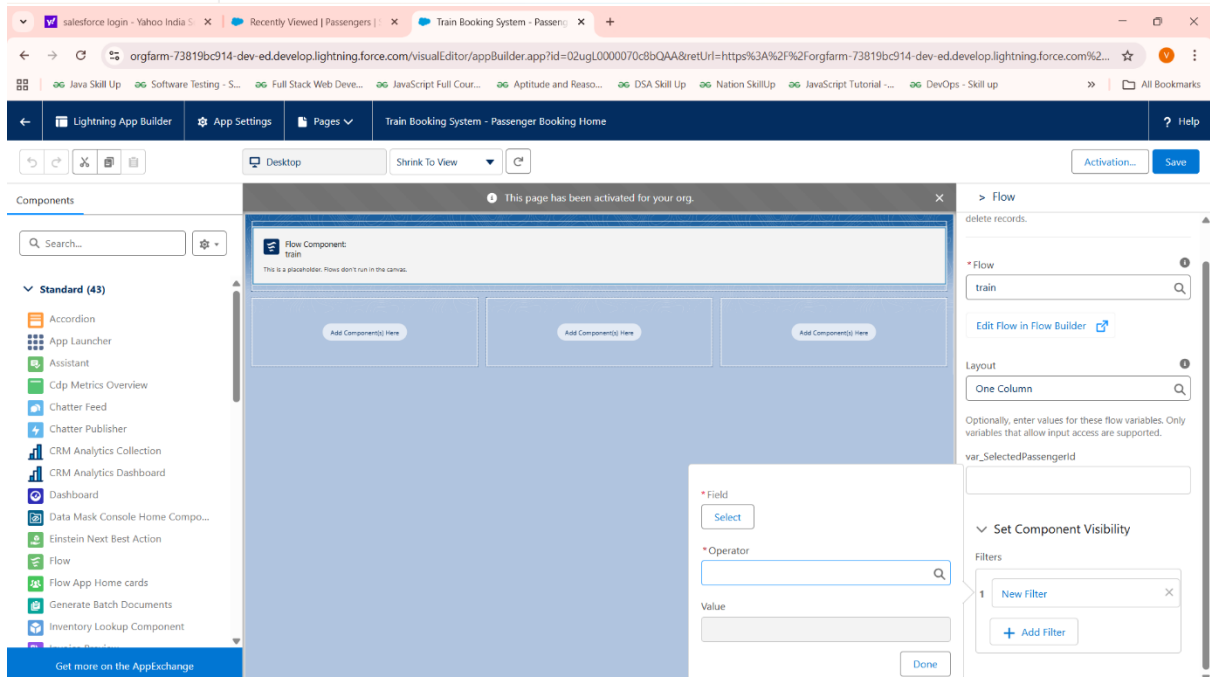 salesforce login - Yahoo India S
Recently Viewed | Passengers |
Train Booking System - Passeng
orgfarm-73819bc914-dev-ed.develop.lightning.force.com/visualEditor/appBuilder.app?id=02ugL0000070c8bQAA&retUrl=https%3A%2F%2Forgfarm-73819bc914-dev-ed.develop.lightning.force.com%2...
V
Java Skill Up
Software Testing - S...
Full Stack Web Deve...
JavaScript Full Cour...
Aptitude and Reaso...
DSA Skill Up
Nation SkillUp
JavaScript Tutorial -...
DevOps - Skill up
»
All Bookmarks
Lightning App Builder
App Settings
Pages
Train Booking System - Passenger Booking Home
? Help
Desktop
Shrink To View
Activation...
Save
Components
This page has been activated for your org.
> Flow
Search...
Standard (43)
Accordion
App Launcher
Assistant
Cdp Metrics Overview
Chatter Feed
Chatter Publisher
CRM Analytics Collection
CRM Analytics Dashboard
Dashboard
Data Mask Console Home Compo...
Einstein Next Best Action
Flow
Flow App Home cards
Generate Batch Documents
Inventory Lookup Component
Get more on the AppExchange
Flow Component:
train
This is a placeholder. Flows don't run in the canvas.
Add Component(s) Here
Add Component(s) Here
Add Component(s) Here
*Field
Select
*Operator
Value
Done
delete records.
*Flow
train
Edit Flow in Flow Builder
Layout
One Column
Optionally, enter values for these flow variables. Only
variables that allow input access are supported.
var_SelectedPassengerId
Set Component Visibility
Filters
1 New Filter
+ Add Filter